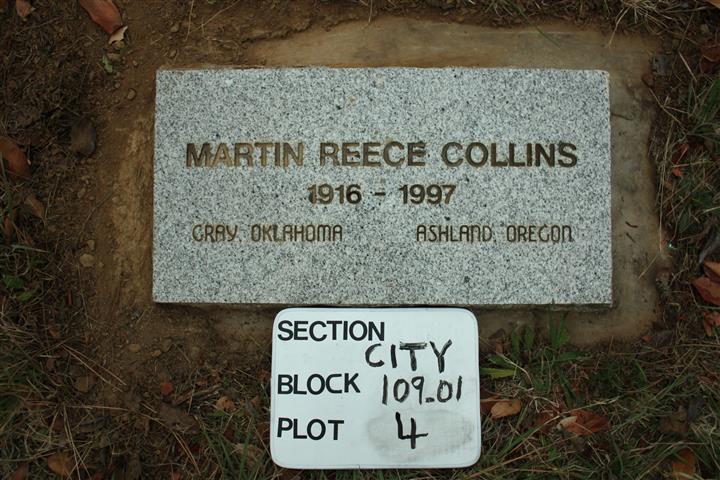 MARTIN REECE COLLINS
1916 - 1997
GRAY, OKLAHOMA ASHLAND, OREGON
SECTION CITY
BLOCK 109.01
PLOT 4